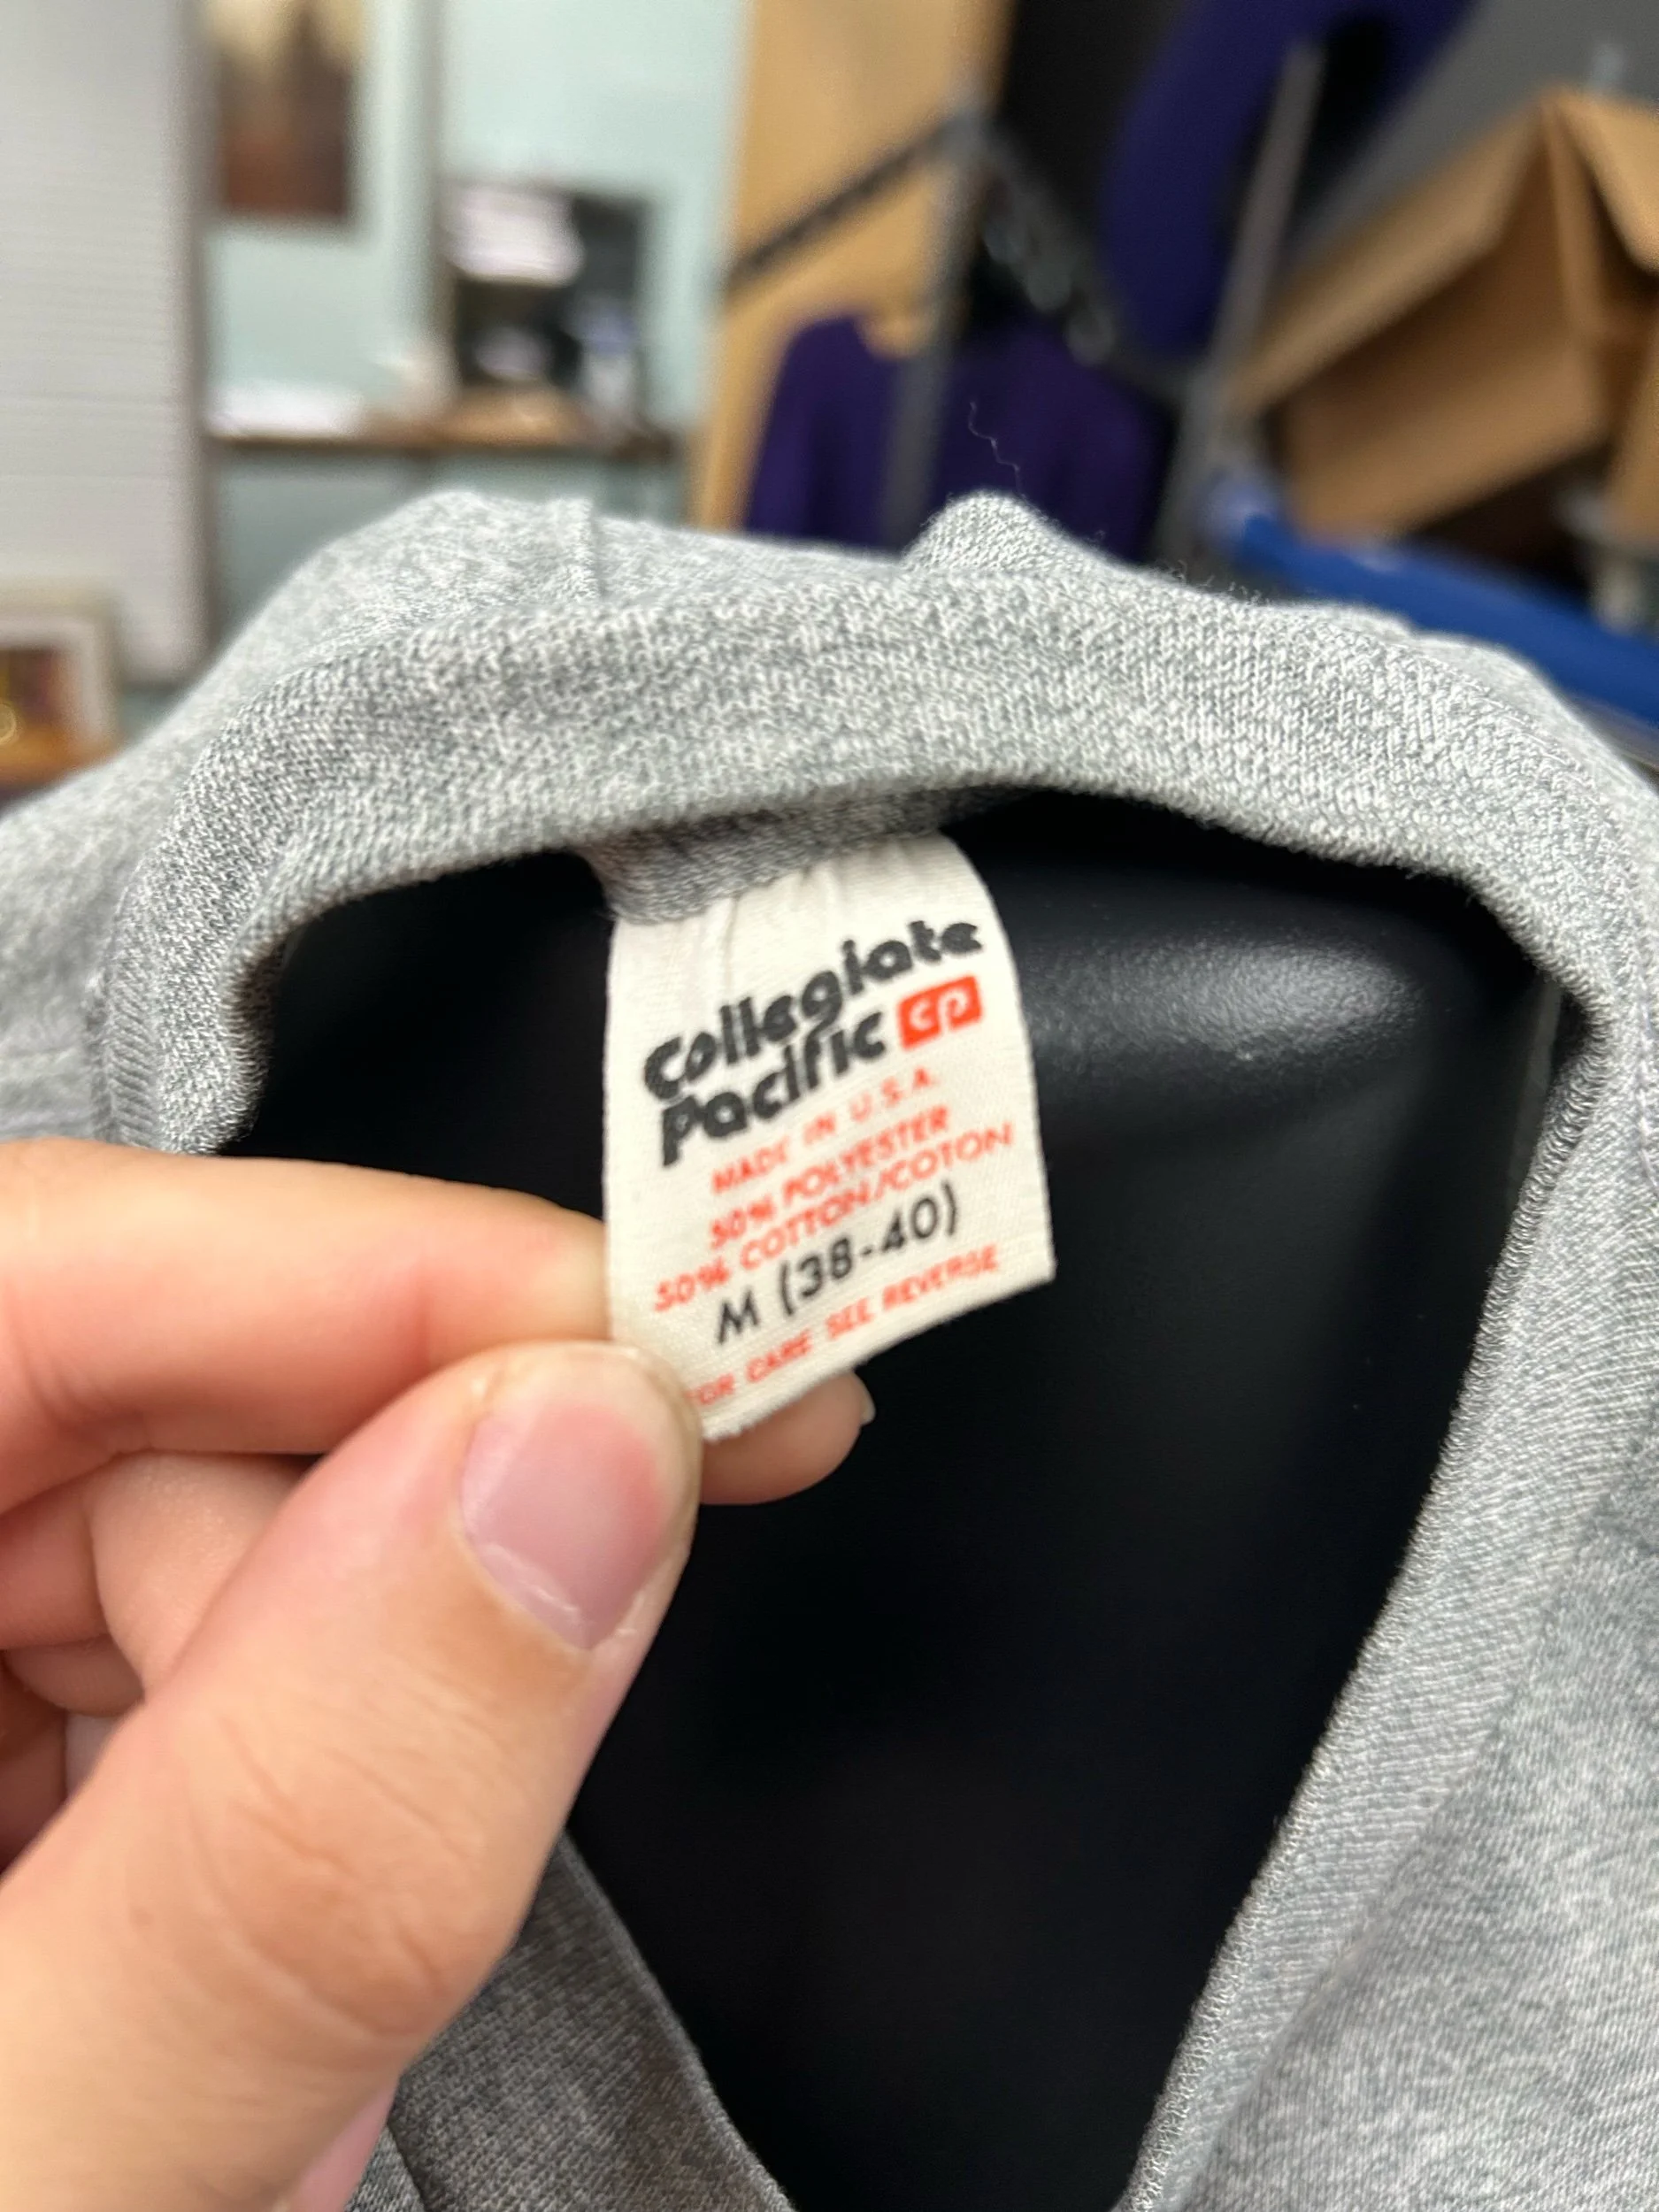 Collegiate
Pacific CP
MADE IN U.S.A.
50% POLYESTER
50% COTTON/COTON
M (38-40)
FOR CARE SEE REVERSE